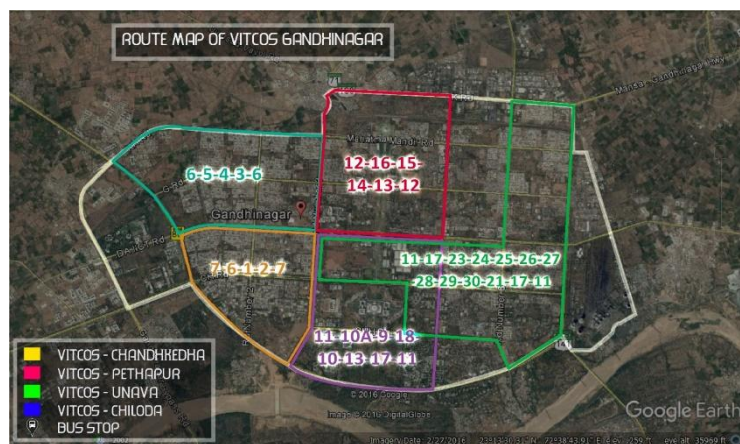 ROUTE MAP OF VITCOS GANDHINAGAR
6-5-4-3-6
12-16-15-
14-13-12
Gandhinagar
7-6-1-2-7
11-17-23-24-25-26-27
-28-29-30-21-17-11
11-10A-9-18-
10-13-17-11
VITCOS - CHANDHKEDHA
VITCOS - PETHAPUR
VITCOS - UNAVA
VITCOS - CHILODA
BUS STOP
© 2016 Google
Image © 2016 DigitalGlobe
Google Earth